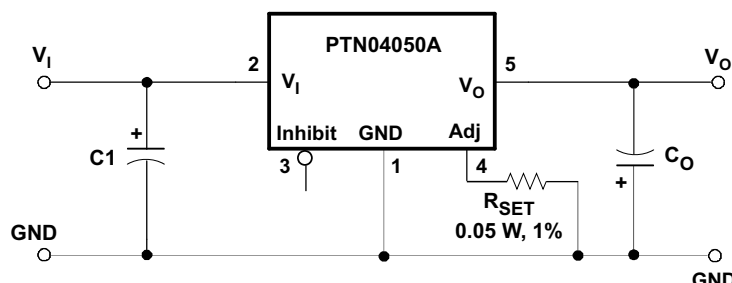 PTN04050A
V_I
2
V_I
V_O
5
V_O
Inhibit
GND
Adj
+
C1
3
1
4
C_O
+
R_SET
0.05 W, 1%
GND
GND